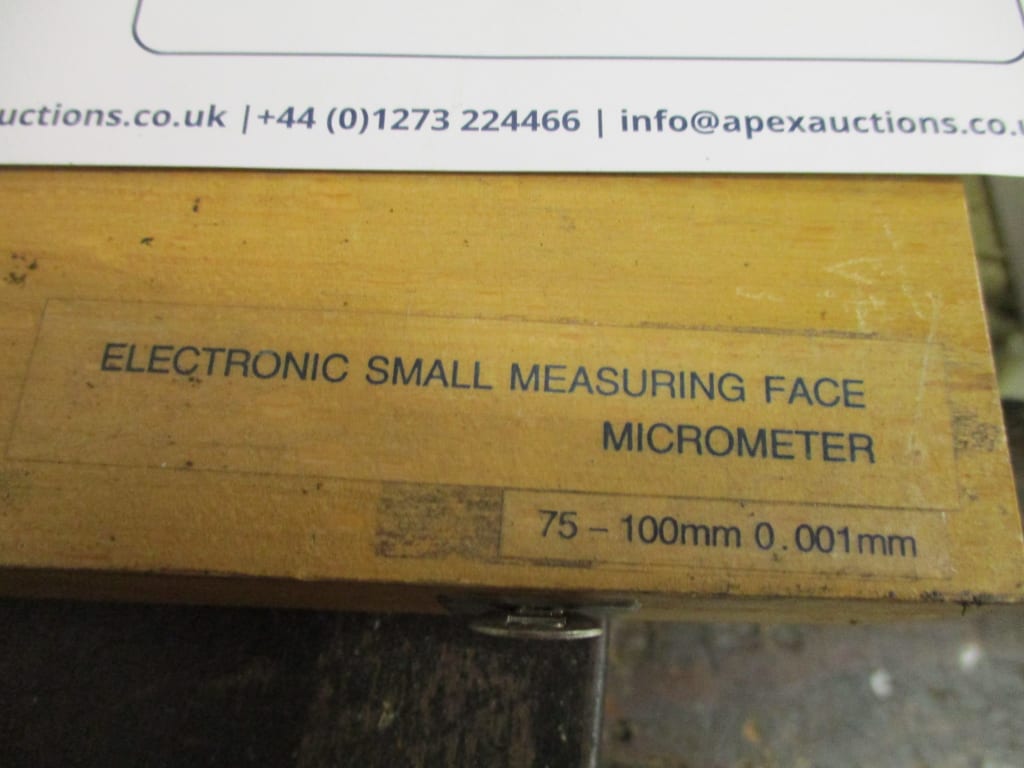 uctions.co.uk | +44 (0)1273 224466 | info@apexauctions.co.u
ELECTRONIC SMALL MEASURING FACE
MICROMETER
75 – 100mm 0.001mm